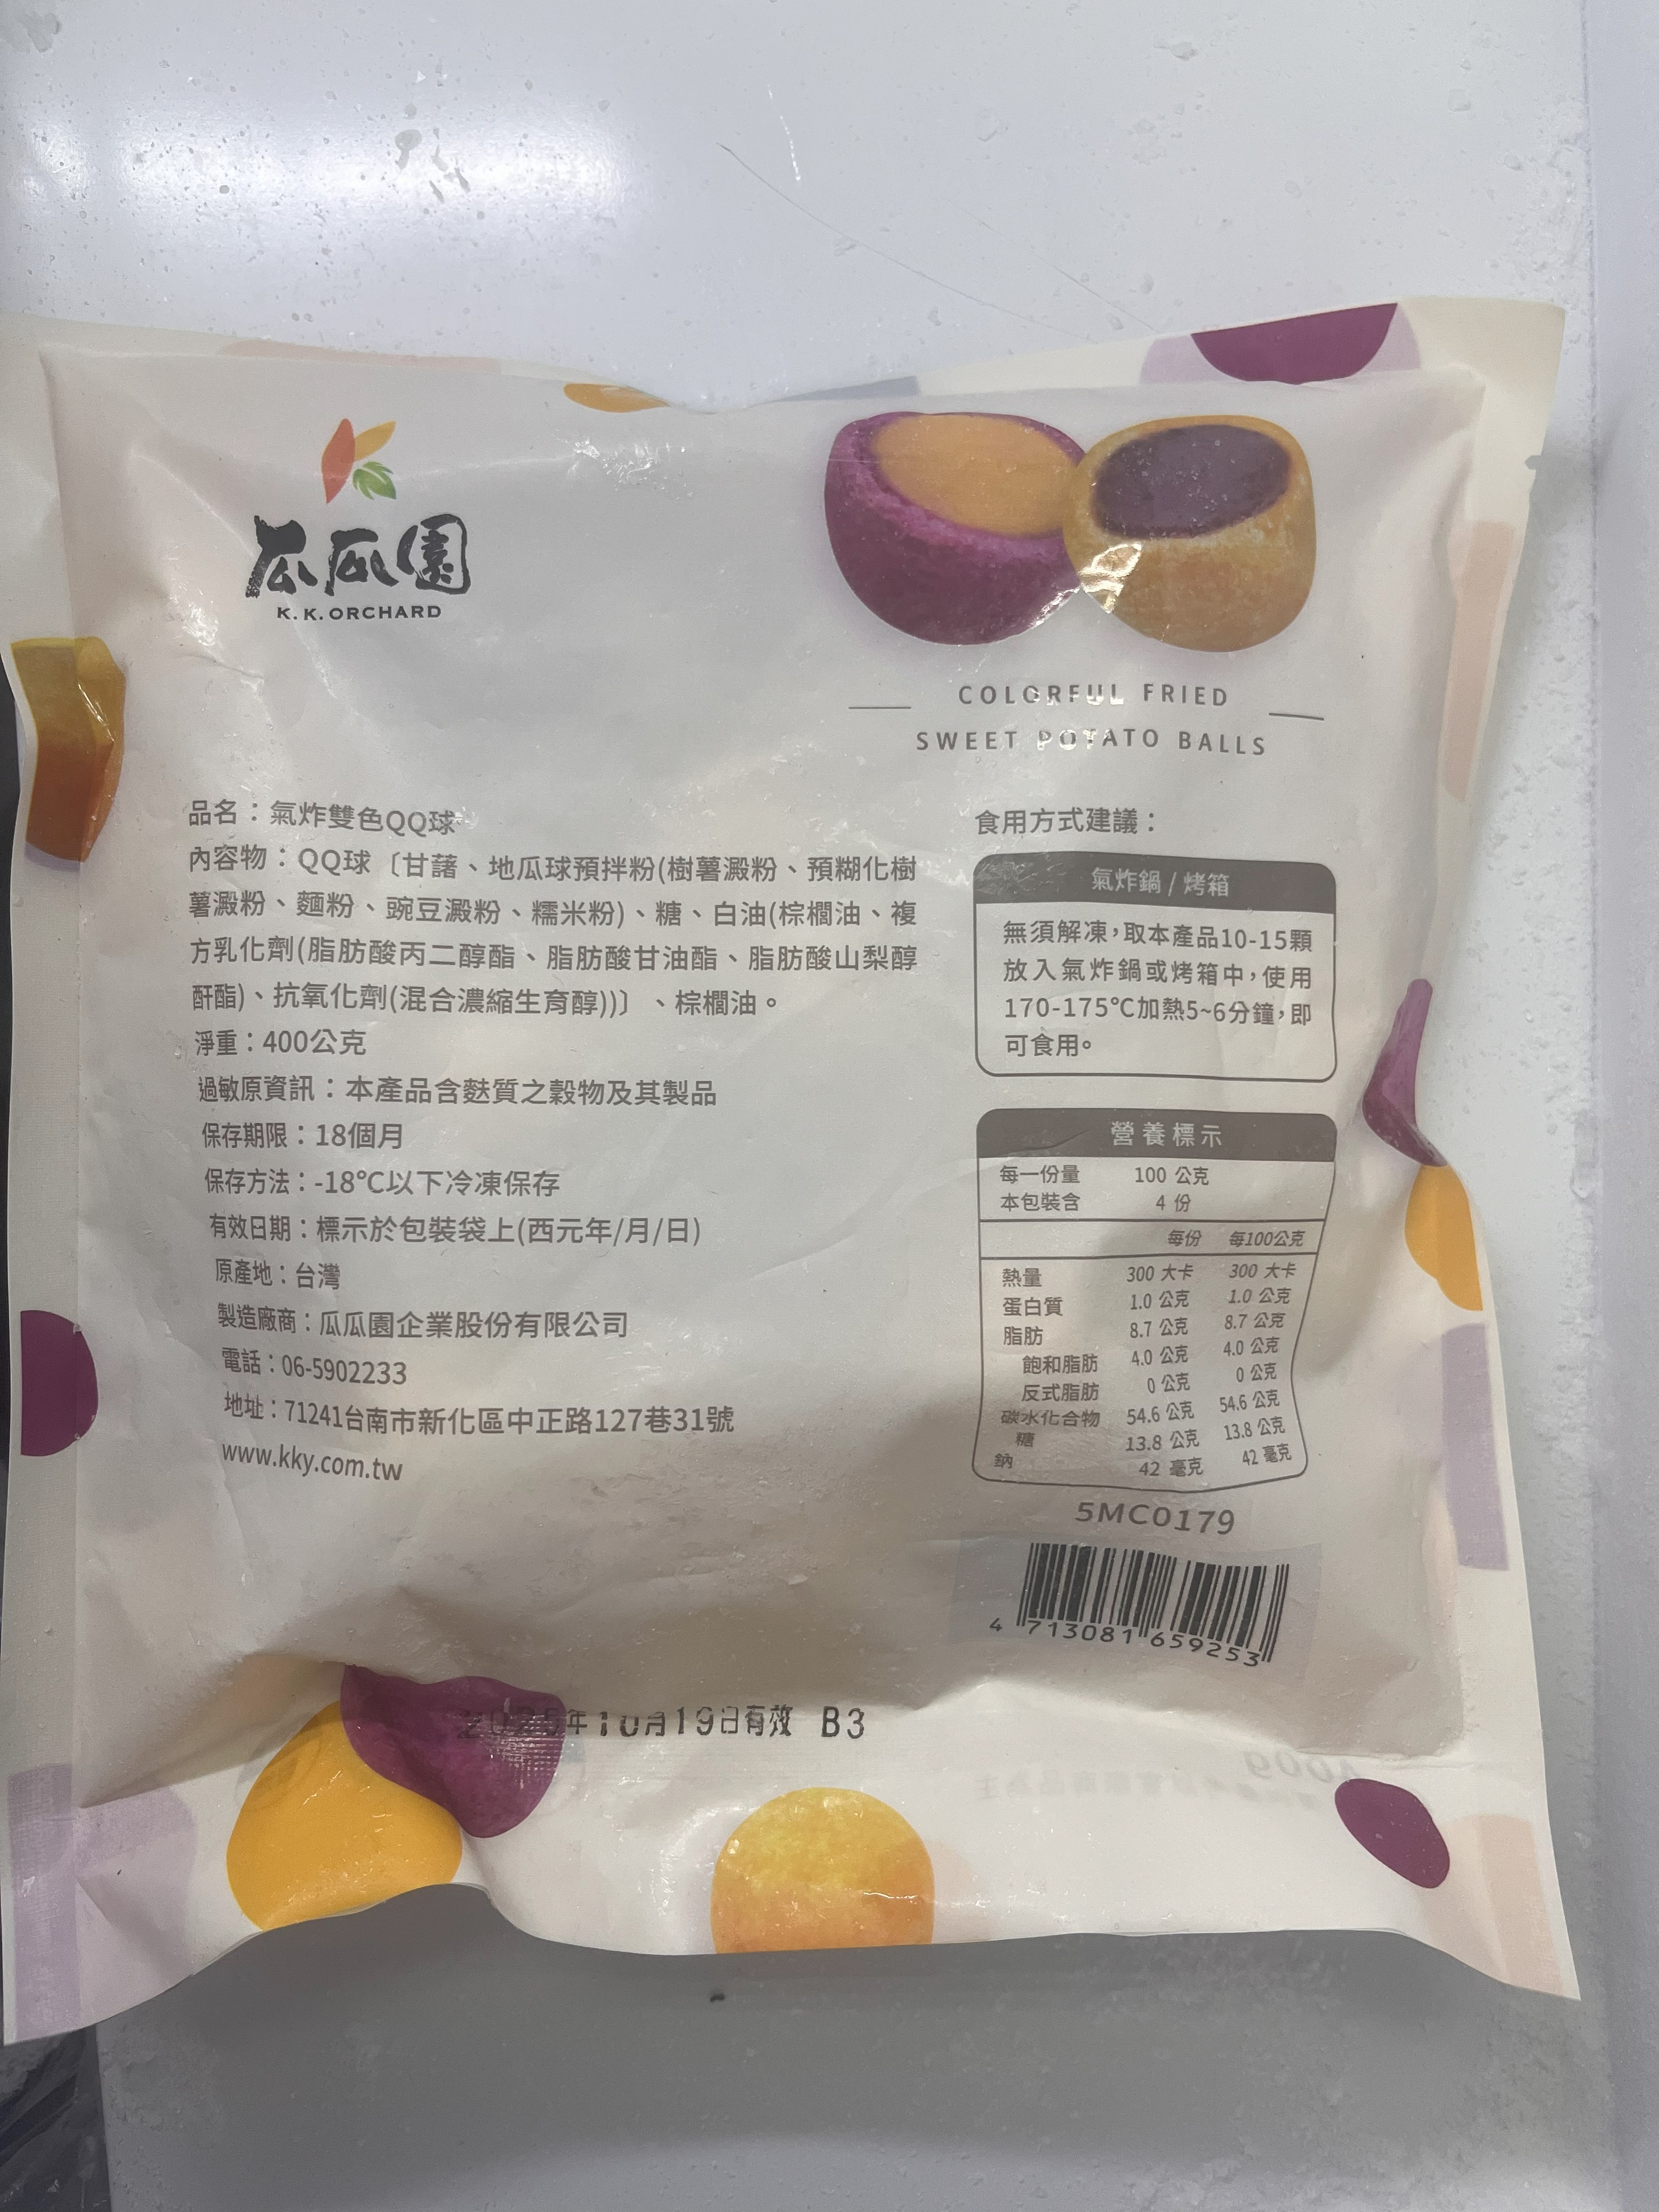 瓜瓜園
K. K. ORCHARD
COLORFUL FRIED
SWEET POTATO BALLS
品名：氣炸雙色QQ球
內容物：QQ球〔甘藷、地瓜球預拌粉(樹薯澱粉、預糊化樹
薯澱粉、麵粉、豌豆澱粉、糯米粉)、糖、白油(棕櫚油、複
方乳化劑(脂肪酸丙二醇酯、脂肪酸甘油酯、脂肪酸山梨醇
酐酯)、抗氧化劑(混合濃縮生育醇))〕、棕櫚油。
淨重：400公克
過敏原資訊：本產品含麩質之穀物及其製品
保存期限：18個月
保存方法：-18℃以下冷凍保存
有效日期：標示於包裝袋上(西元年/月/日)
原產地：台灣
製造廠商：瓜瓜園企業股份有限公司
電話：06-5902233
地址：71241台南市新化區中正路127巷31號
www.kky.com.tw
食用方式建議：
氣炸鍋 / 烤箱
無須解凍，取本產品10-15顆
放入氣炸鍋或烤箱中，使用
170-175℃加熱5~6分鐘，即
可食用。
營養標示
每一份量 100 公克
本包裝含 4 份
每份 每100公克
熱量 300 大卡 300 大卡
蛋白質 1.0 公克 1.0 公克
脂肪 8.7 公克 8.7 公克
飽和脂肪 4.0 公克 4.0 公克
反式脂肪 0 公克 0 公克
碳水化合物 54.6 公克 54.6 公克
糖 13.8 公克 13.8 公克
鈉 42 毫克 42 毫克
5MC0179
4 713081 659253
年10月19日有效 B3
400g